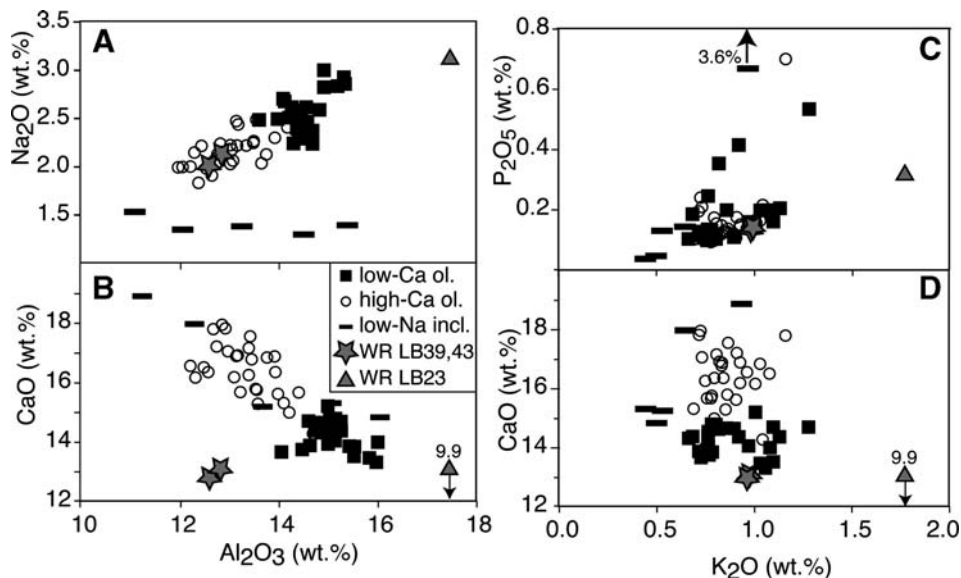 A
Na₂O (wt.%)
3.5
3.0
2.5
2.0
1.5
B
CaO (wt.%)
18
16
14
12
low-Ca ol.
high-Ca ol.
low-Na incl.
WR LB39,43
WR LB23
9.9
10 12 14 16 18
Al₂O₃ (wt.%)
C
P₂O₅ (wt.%)
0.8
0.6
0.4
0.2
3.6%
D
CaO (wt.%)
18
16
14
12
9.9
0.0 0.5 1.0 1.5 2.0
K₂O (wt.%)